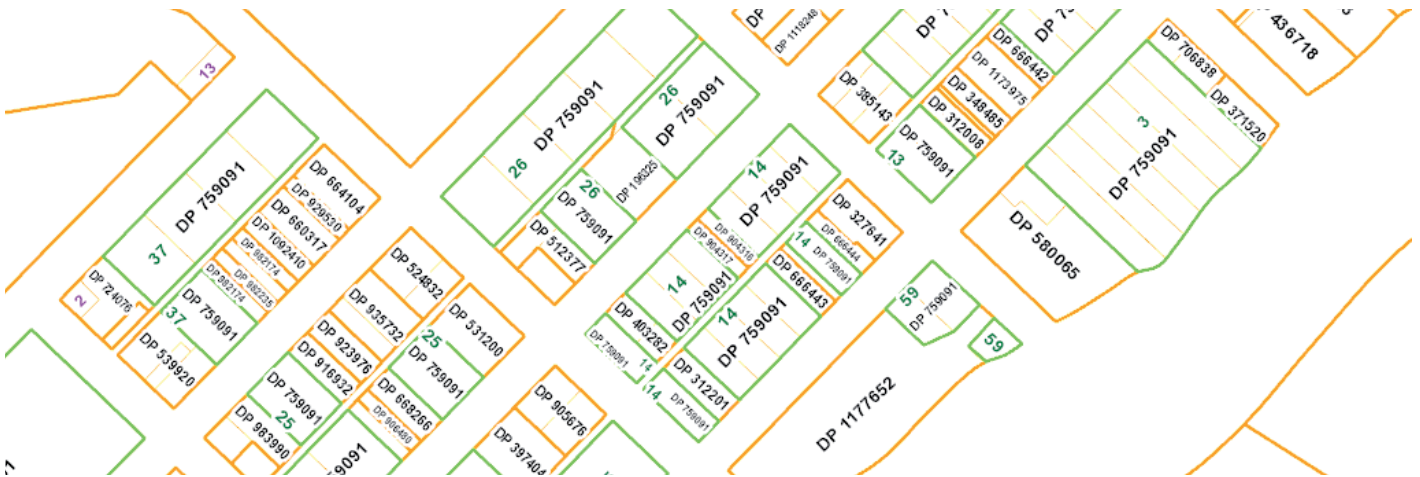 13
DP 759091
37
DP 724076
2
DP 664104
DP 929530
DP 660317
DP 1092410
DP 982174
DP 982235
DP 982174
DP 759091
37
DP 539920
DP 524832
DP 935732
DP 923976
DP 916932
DP 759091
25
DP 983990
DP 531200
25
DP 759091
DP 668266
DP 906480
DP 759091
26
26
DP 759091
DP 196325
26
DP 759091
DP 512377
DP 1118248
DP 385143
DP 666442
DP 1173975
DP 348485
DP 312008
DP 759091
13
14
DP 759091
DP 904316
DP 904317
14
DP 759091
DP 403282
DP 759091
14
DP 327641
DP 666444
14
DP 759091
DP 666443
14
DP 759091
DP 312201
14
DP 759091
DP 905676
DP 397404
59
DP 759091
59
DP 1177652
DP 706838
DP 371520
3
DP 759091
DP 580065
436718